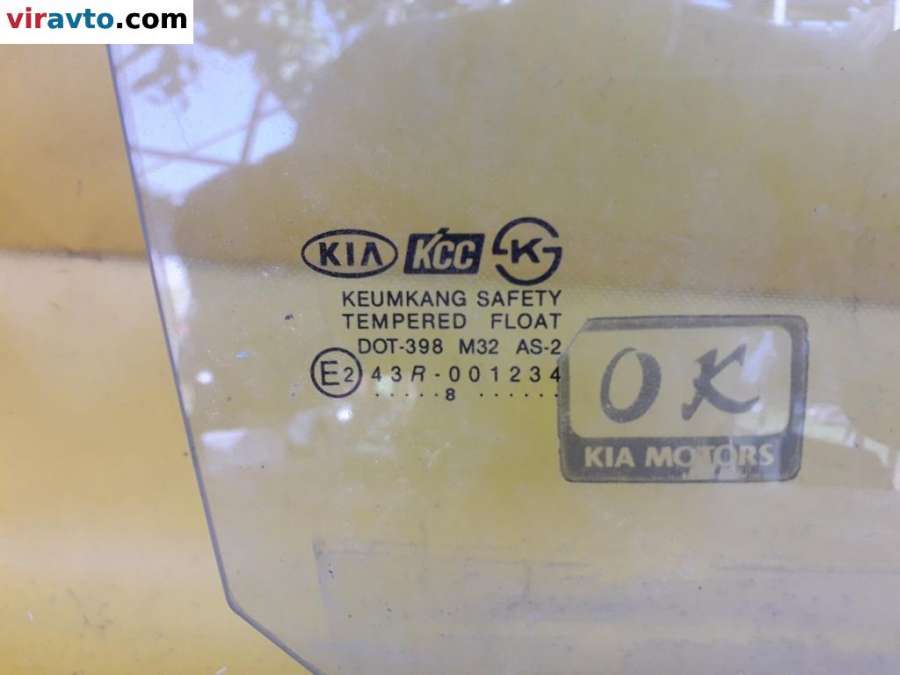 viravto.com
KIA KCC K
KEUMKANG SAFETY
TEMPERED FLOAT
DOT-398 M32 AS-2
E2 43R-001234
.....8 ......
OK
KIA MOTORS